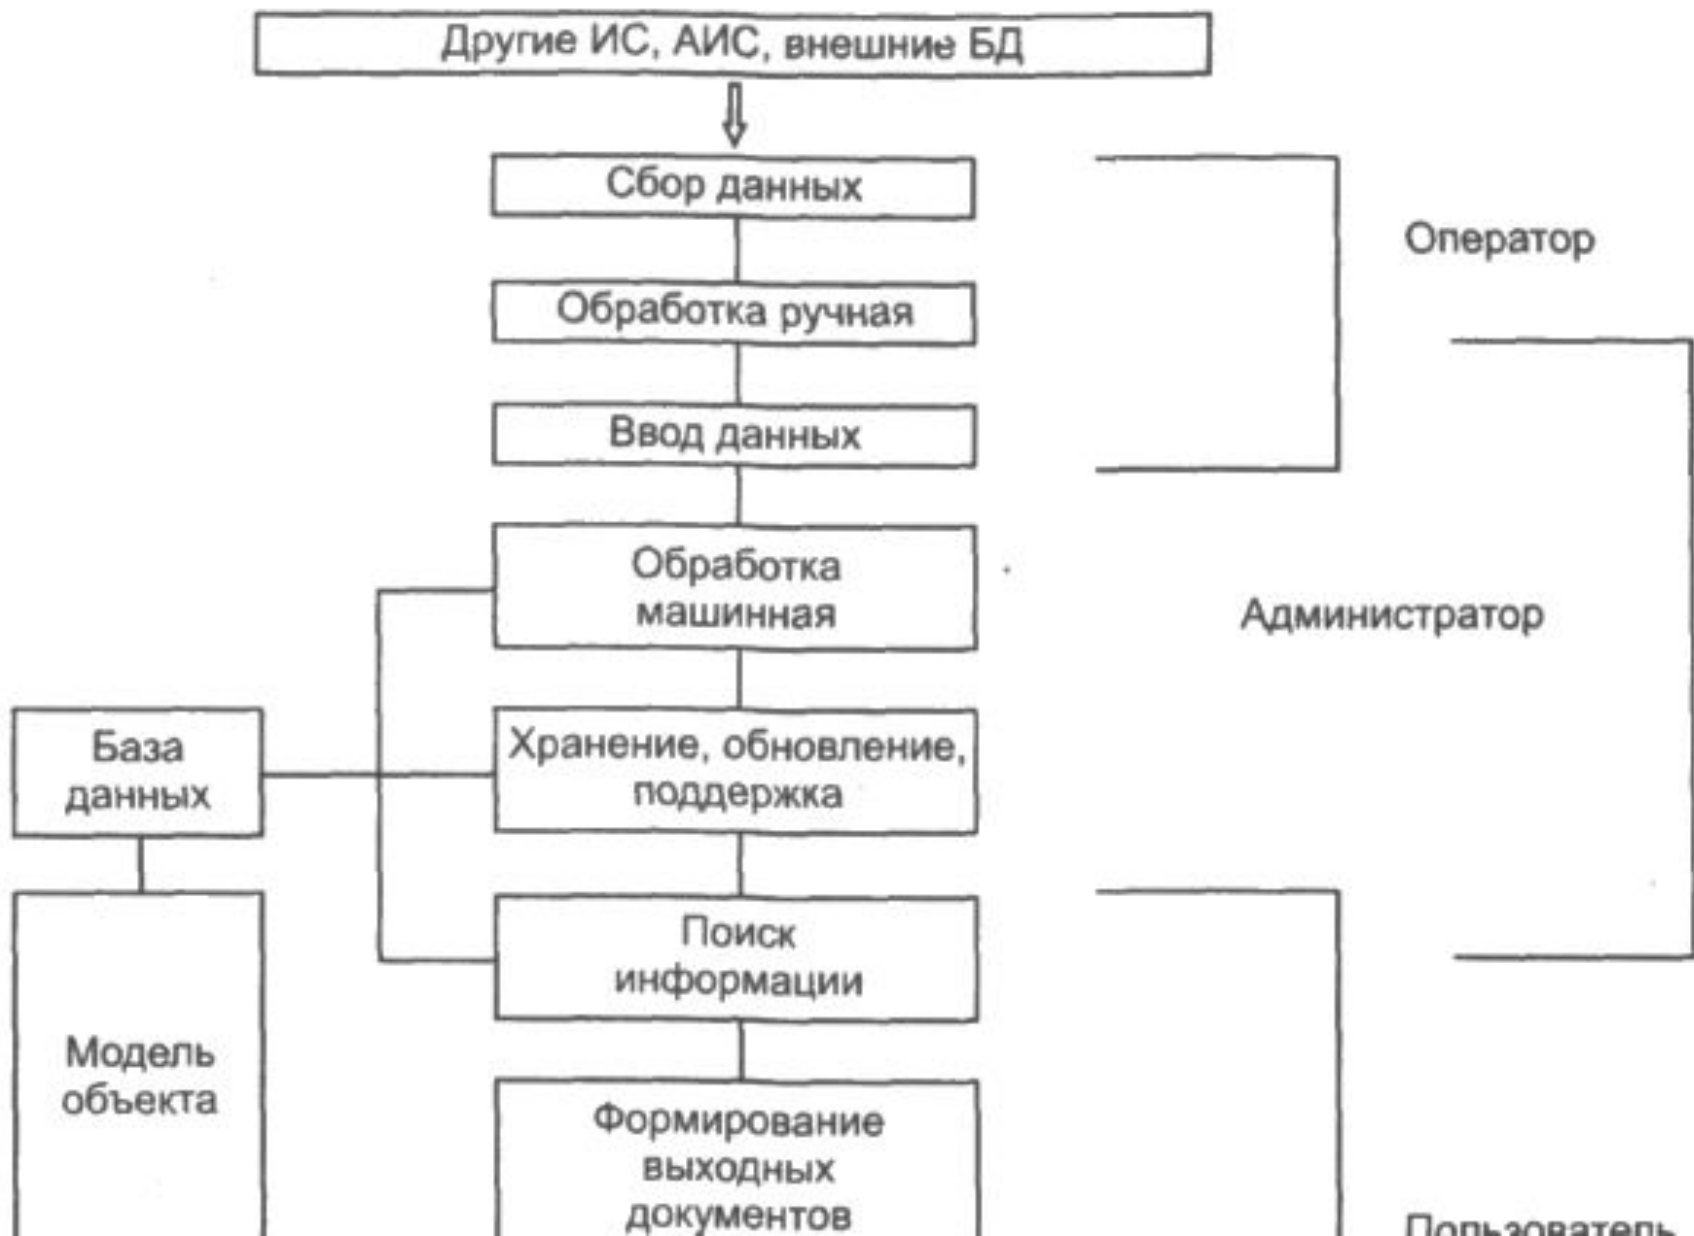 Другие ИС, АИС, внешние БД
Сбор данных
Оператор
Обработка ручная
Ввод данных
Обработка
машинная
Администратор
База
данных
Хранение, обновление,
поддержка
Поиск
информации
Модель
объекта
Формирование
выходных
документов
Пользователь